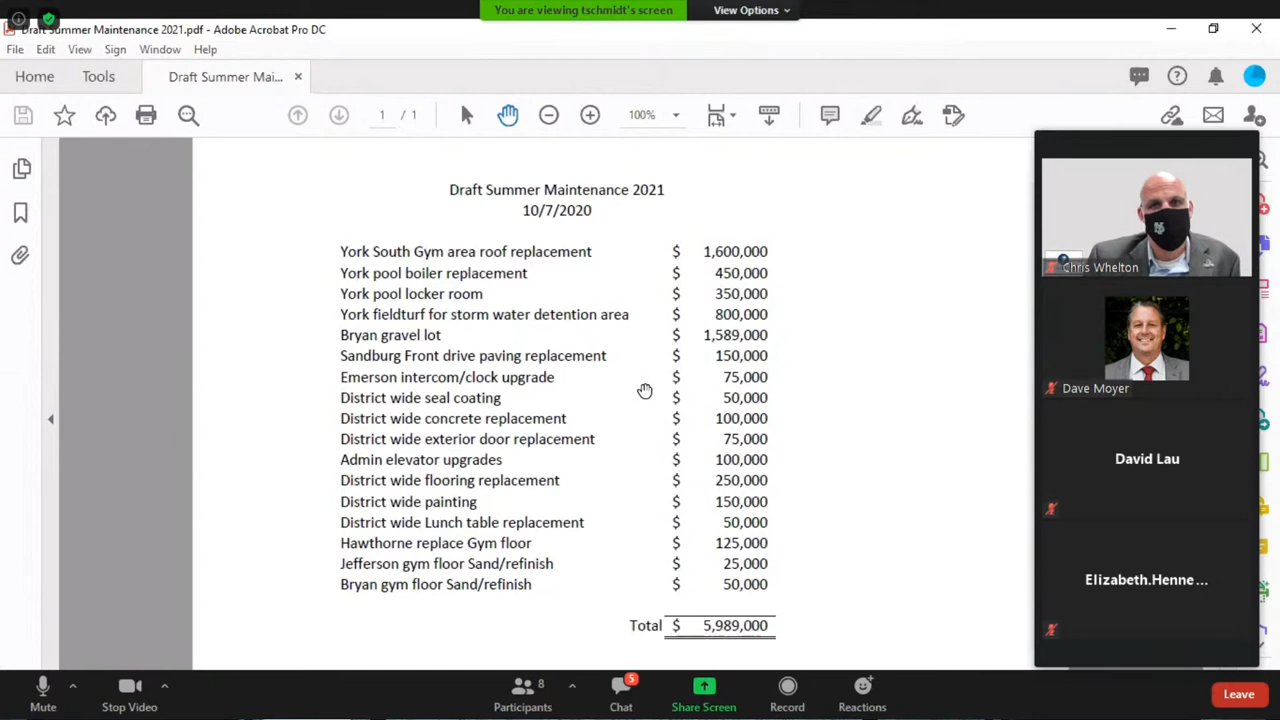 You are viewing tschmidt's screen
View Options
Draft Summer Maintenance 2021.pdf - Adobe Acrobat Pro DC
File Edit View Sign Window Help
Home Tools Draft Summer Mai... ×
1 / 1 100%
Draft Summer Maintenance 2021
10/7/2020
York South Gym area roof replacement $ 1,600,000
York pool boiler replacement $ 450,000
York pool locker room $ 350,000
York fieldturf for storm water detention area $ 800,000
Bryan gravel lot $ 1,589,000
Sandburg Front drive paving replacement $ 150,000
Emerson intercom/clock upgrade $ 75,000
District wide seal coating $ 50,000
District wide concrete replacement $ 100,000
District wide exterior door replacement $ 75,000
Admin elevator upgrades $ 100,000
District wide flooring replacement $ 250,000
District wide painting $ 150,000
District wide Lunch table replacement $ 50,000
Hawthorne replace Gym floor $ 125,000
Jefferson gym floor Sand/refinish $ 25,000
Bryan gym floor Sand/refinish $ 50,000
Total $ 5,989,000
Chris Whelton
Dave Moyer
David Lau
Elizabeth.Henne...
Mute
Stop Video
8
Participants
5
Chat
Share Screen
Record
Reactions
Leave